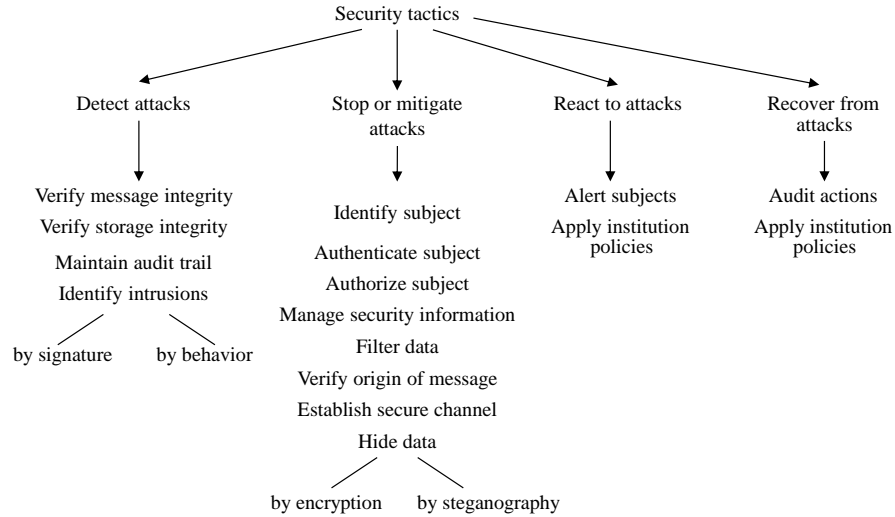 Security tactics
Detect attacks
Verify message integrity
Verify storage integrity
Maintain audit trail
Identify intrusions
by signature
by behavior
Stop or mitigate
attacks
Identify subject
Authenticate subject
Authorize subject
Manage security information
Filter data
Verify origin of message
Establish secure channel
Hide data
by encryption
by steganography
React to attacks
Alert subjects
Apply institution
policies
Recover from
attacks
Audit actions
Apply institution
policies